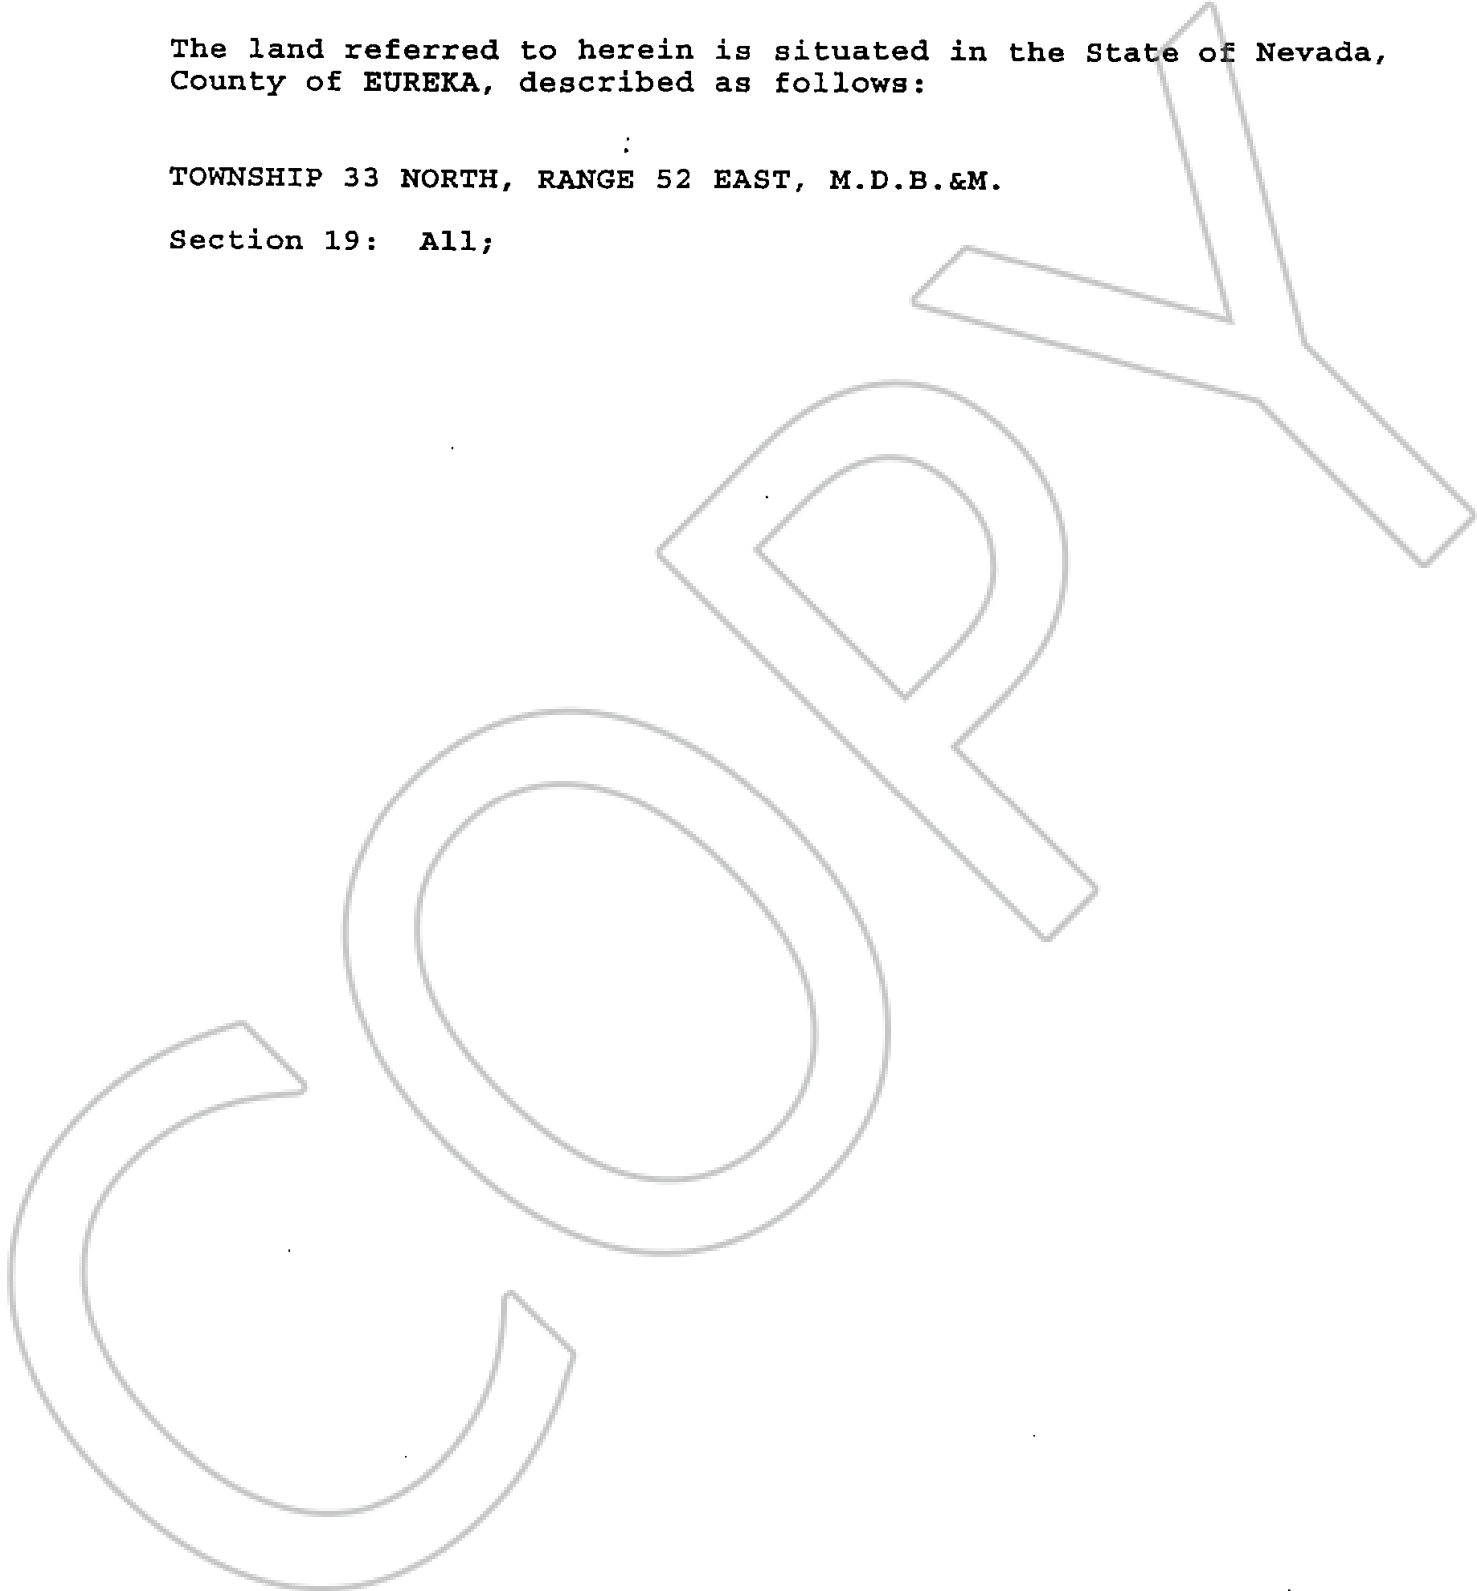 The land referred to herein is situated in the State of Nevada,
County of EUREKA, described as follows:
TOWNSHIP 33 NORTH, RANGE 52 EAST, M.D.B.&M.
Section 19: All;
COPY